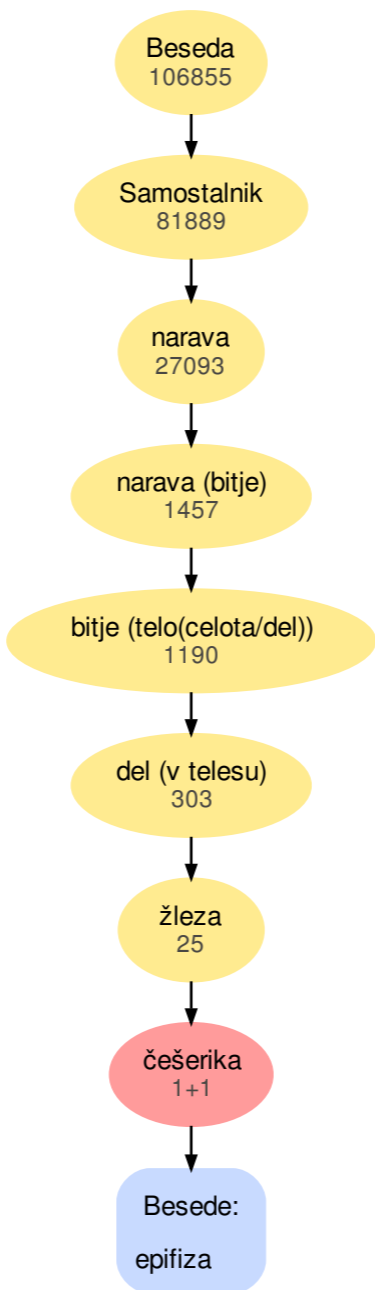 Beseda
106855
Samostalnik
81889
narava
27093
narava (bitje)
1457
bitje (telo(celota/del))
1190
del (v telesu)
303
žleza
25
češerika
1+1
Besede:
epifiza